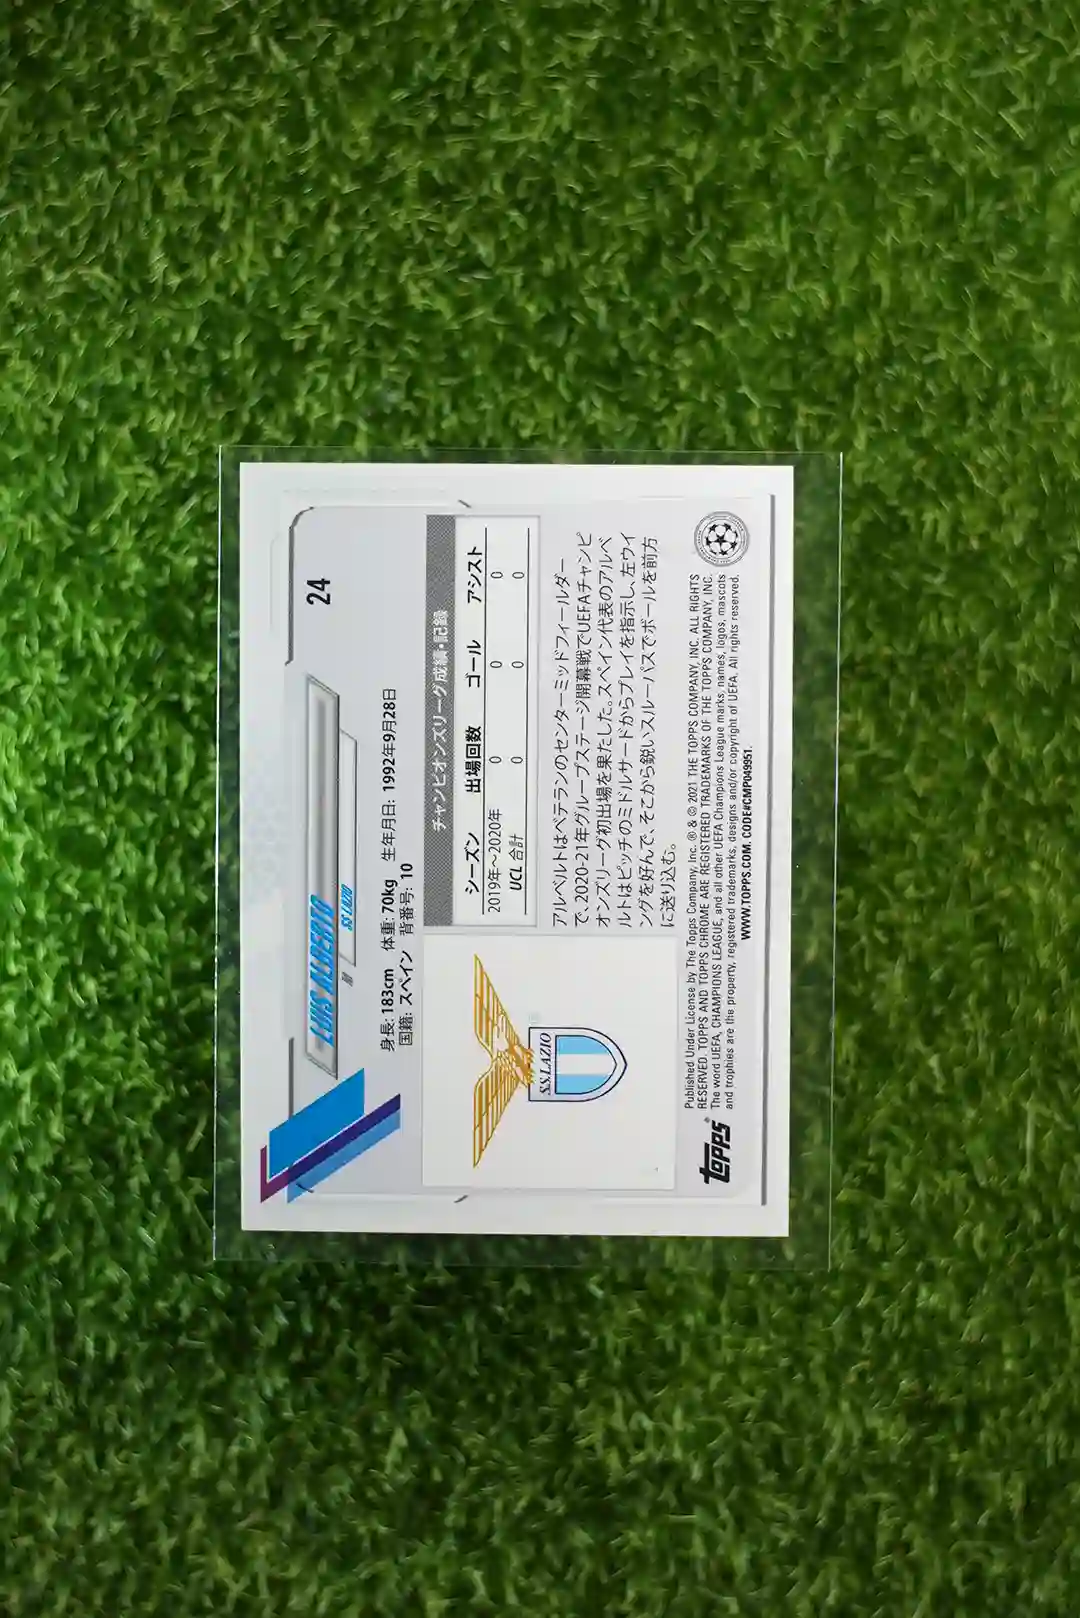 24
LUIS ALBERTO
M
SS LAZIO
身長: 183cm 体重: 70kg 生年月日: 1992年9月28日
国籍: スペイン 背番号: 10
チャンピオンズリーグ成績・記録
シーズン 出場回数 ゴール アシスト
2019年～2020年 0 0 0
UCL 合計 0 0 0
S.S.LAZIO
アルベルトはベテランのセンターミッドフィールダー
で、2020-21年グループステージ開幕戦でUEFAチャンピ
オンズリーグ初出場を果たした。スペイン代表のアルベ
ルトはピッチのミドルサードからプレイを指示し、左ウイ
ングを好んで、そこから鋭いスルーパスでボールを前方
に送り込む。
topps®
Published Under License by The Topps Company, Inc. ® & © 2021 THE TOPPS COMPANY, INC. ALL RIGHTS
RESERVED. TOPPS AND TOPPS CHROME ARE REGISTERED TRADEMARKS OF THE TOPPS COMPANY, INC.
The word UEFA, CHAMPIONS LEAGUE, and all other UEFA Champions League marks, names, logos, mascots
and trophies are the property, registered trademarks, designs and/or copyright of UEFA. All rights reserved.
WWW.TOPPS.COM. CODE#CMP049951.